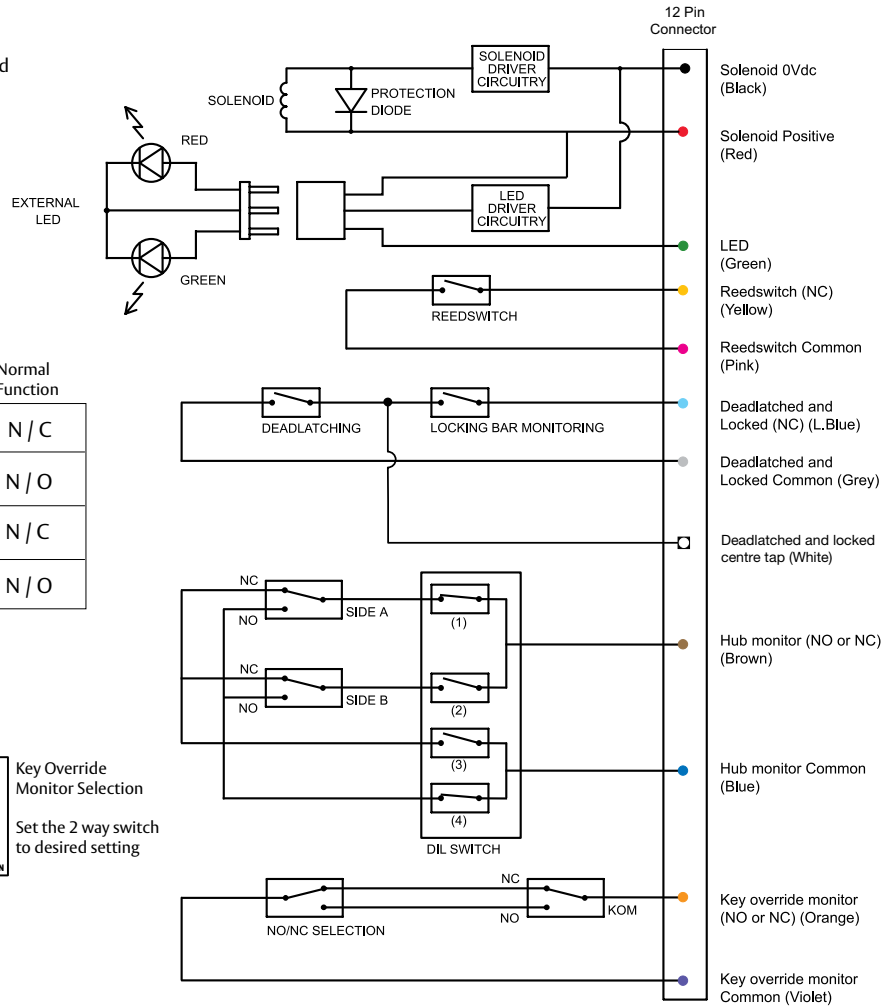 12 Pin
Connector
d
SOLENOID
DRIVER
CIRCUITRY
Solenoid 0Vdc
(Black)
SOLENOID
PROTECTION
DIODE
RED
Solenoid Positive
(Red)
EXTERNAL
LED
LED
DRIVER
CIRCUITRY
GREEN
LED
(Green)
REEDSWITCH
Reedswitch (NC)
(Yellow)
Reedswitch Common
(Pink)
Normal
Function
N / C
N / O
N / C
N / O
DEADLATCHING
LOCKING BAR MONITORING
Deadlatched and
Locked (NC) (L.Blue)
Deadlatched and
Locked Common (Grey)
Deadlatched and locked
centre tap (White)
NC
NO
SIDE A
(1)
Hub monitor (NO or NC)
(Brown)
NC
NO
SIDE B
(2)
(3)
Hub monitor Common
(Blue)
(4)
DIL SWITCH
Key Override
Monitor Selection
Set the 2 way switch
to desired setting
NC
NO
KOM
NO/NC SELECTION
Key override monitor
(NO or NC) (Orange)
Key override monitor
Common (Violet)